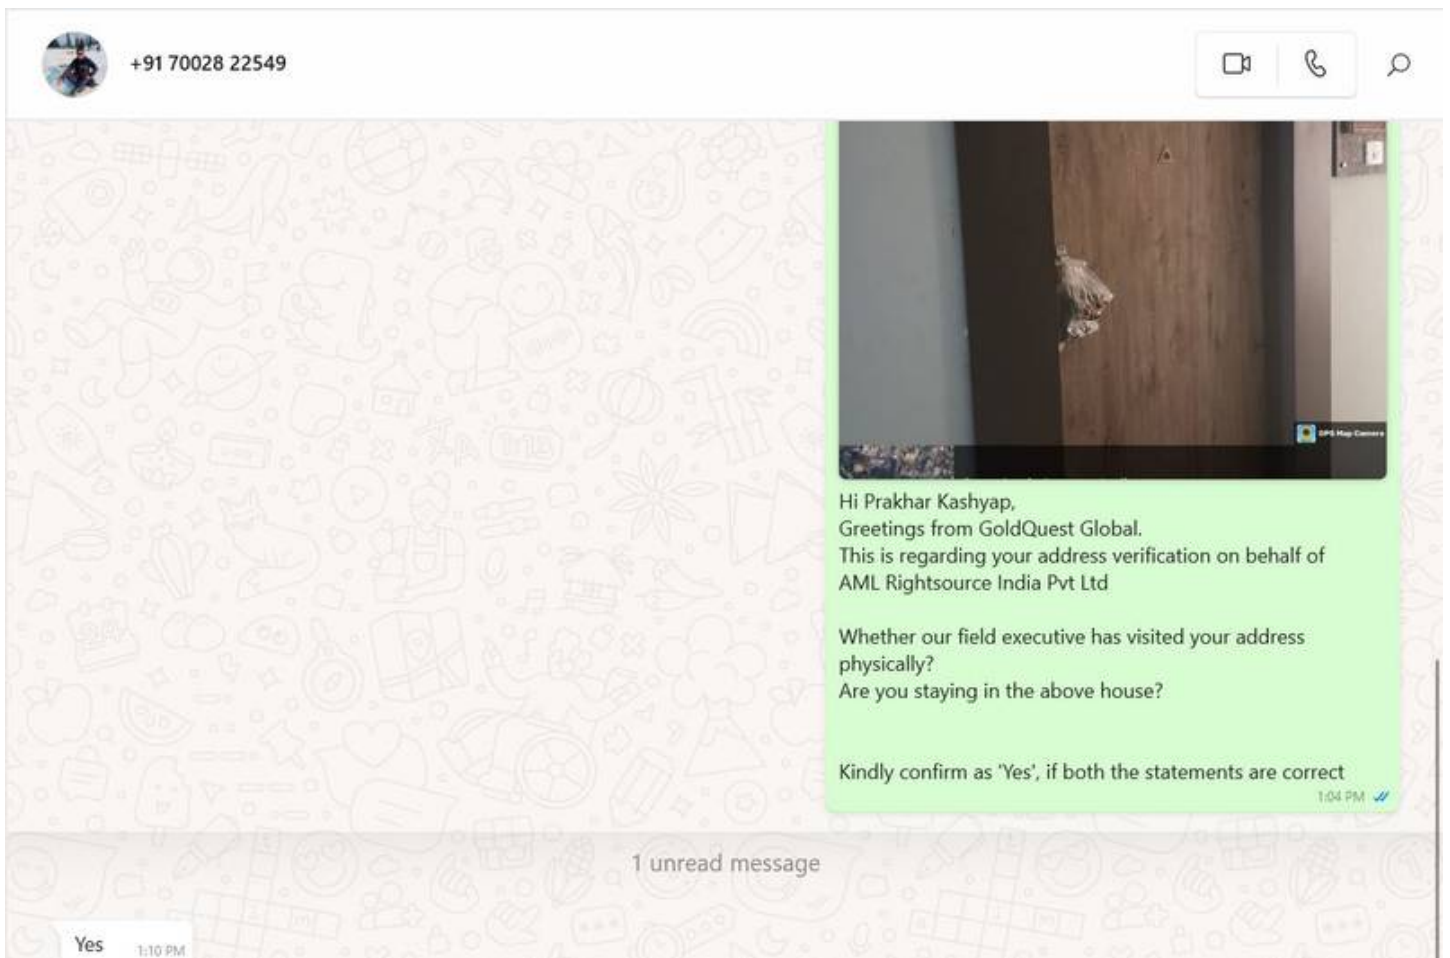 +91 70028 22549
GPS Map Camera
Hi Prakhar Kashyap,
Greetings from GoldQuest Global.
This is regarding your address verification on behalf of
AML Rightsource India Pvt Ltd
Whether our field executive has visited your address
physically?
Are you staying in the above house?
Kindly confirm as 'Yes', if both the statements are correct
1:04 PM
1 unread message
Yes 1:10 PM